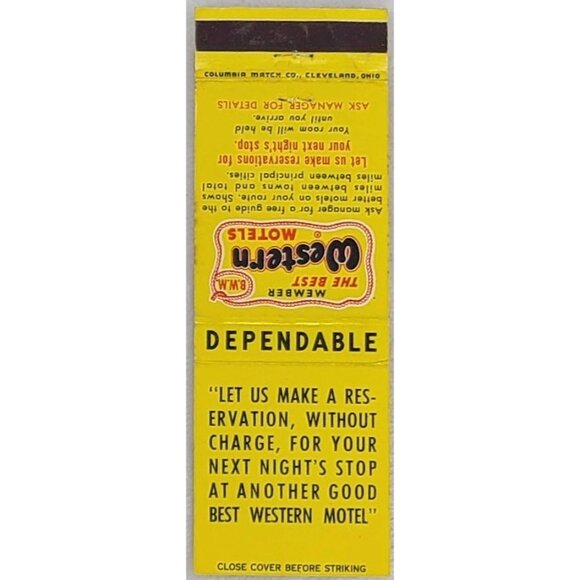 COLUMBIA MATCH CO., CLEVELAND, OHIO
MEMBER
THE BEST
B.W.M.
Western
© MOTELS
Ask manager for a free guide to the
better motels on your route. Shows
miles between towns and total
miles between principal cities.
Let us make reservations for
your next night's stop.
Your room will be held
until you arrive.
ASK MANAGER FOR DETAILS
DEPENDABLE
"LET US MAKE A RES-
ERVATION, WITHOUT
CHARGE, FOR YOUR
NEXT NIGHT'S STOP
AT ANOTHER GOOD
BEST WESTERN MOTEL"
CLOSE COVER BEFORE STRIKING